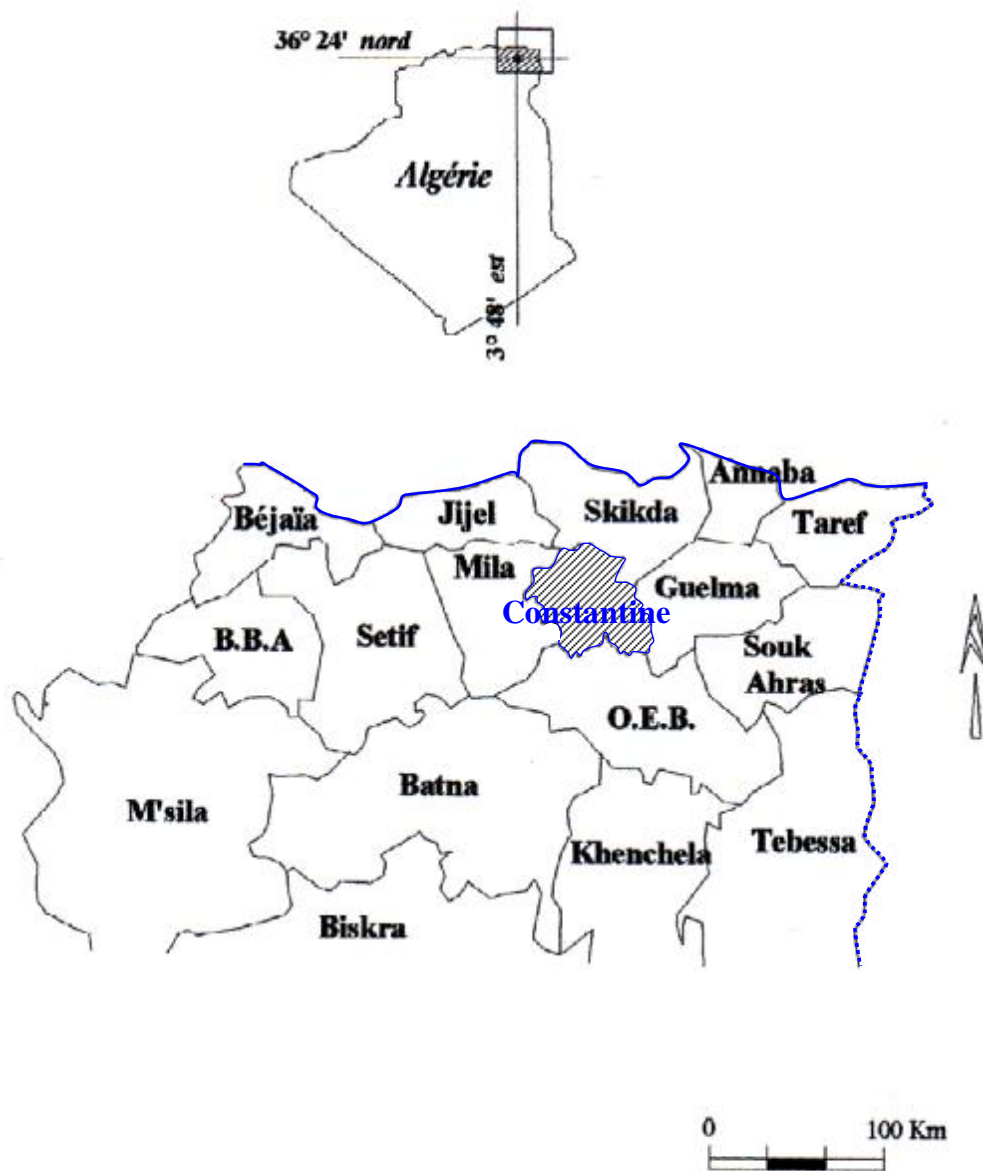 36° 24' nord
Algérie
3° 48' est
Annaba
Béjaïa
Jijel
Skikda
Taref
Mila
Guelma
Constantine
B.B.A
Setif
Souk
Ahras
O.E.B.
Batna
M'sila
Khenchela
Tebessa
Biskra
0
100 Km